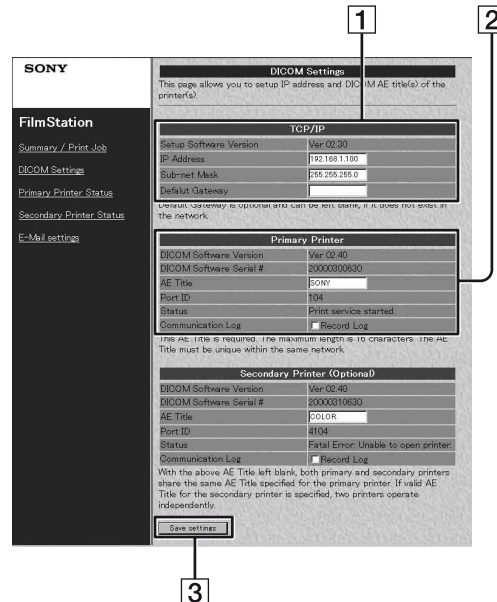 1
2
SONY
FilmStation
Summary / Print Job
DICOM Settings
Primary Printer Status
Secondary Printer Status
E-Mail settings
DICOM Settings
This page allows you to setup IP address and DICOM AE title(s) of the
printer(s).
TCP/IP
Setup Software Version Ver 02.30
IP Address 192.168.1.100
Sub-net Mask 255.255.255.0
Defalut Gateway
Default Gateway is optional and can be left blank, if it does not exist in
the network.
Primary Printer
DICOM Software Version Ver 02.40
DICOM Software Serial # 20000300630
AE Title SONY
Port ID 104
Status Print service started.
Communication Log Record Log
This AE Title is required. The maximum length is 16 characters. The AE
Title must be unique within the same network.
Secondary Printer (Optional)
DICOM Software Version Ver 02.40
DICOM Software Serial # 20000310630
AE Title COLOR
Port ID 4104
Status Fatal Error: Unable to open printer.
Communication Log Record Log
With the above AE Title left blank, both primary and secondary printers
share the same AE Title specified for the primary printer. If valid AE
Title for the secondary printer is specified, two printers operate
independently.
Save settings
3